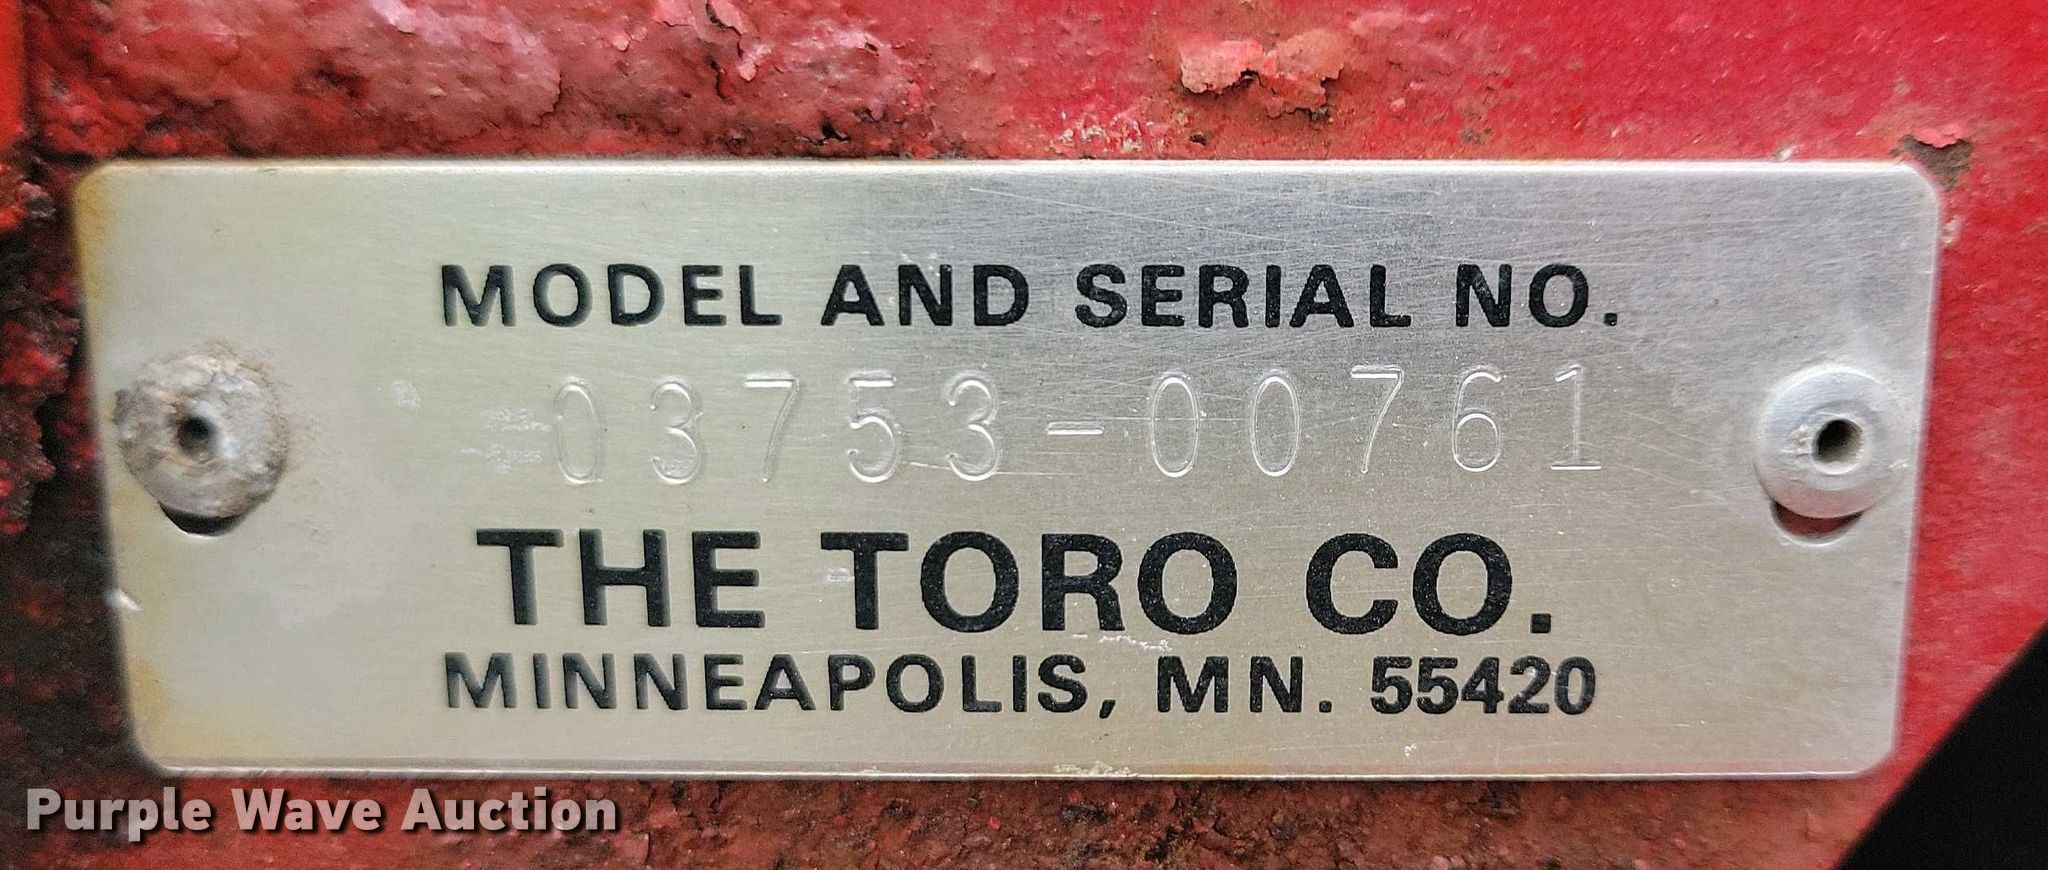 MODEL AND SERIAL NO.
03753-00761
THE TORO CO.
MINNEAPOLIS, MN. 55420
Purple Wave Auction